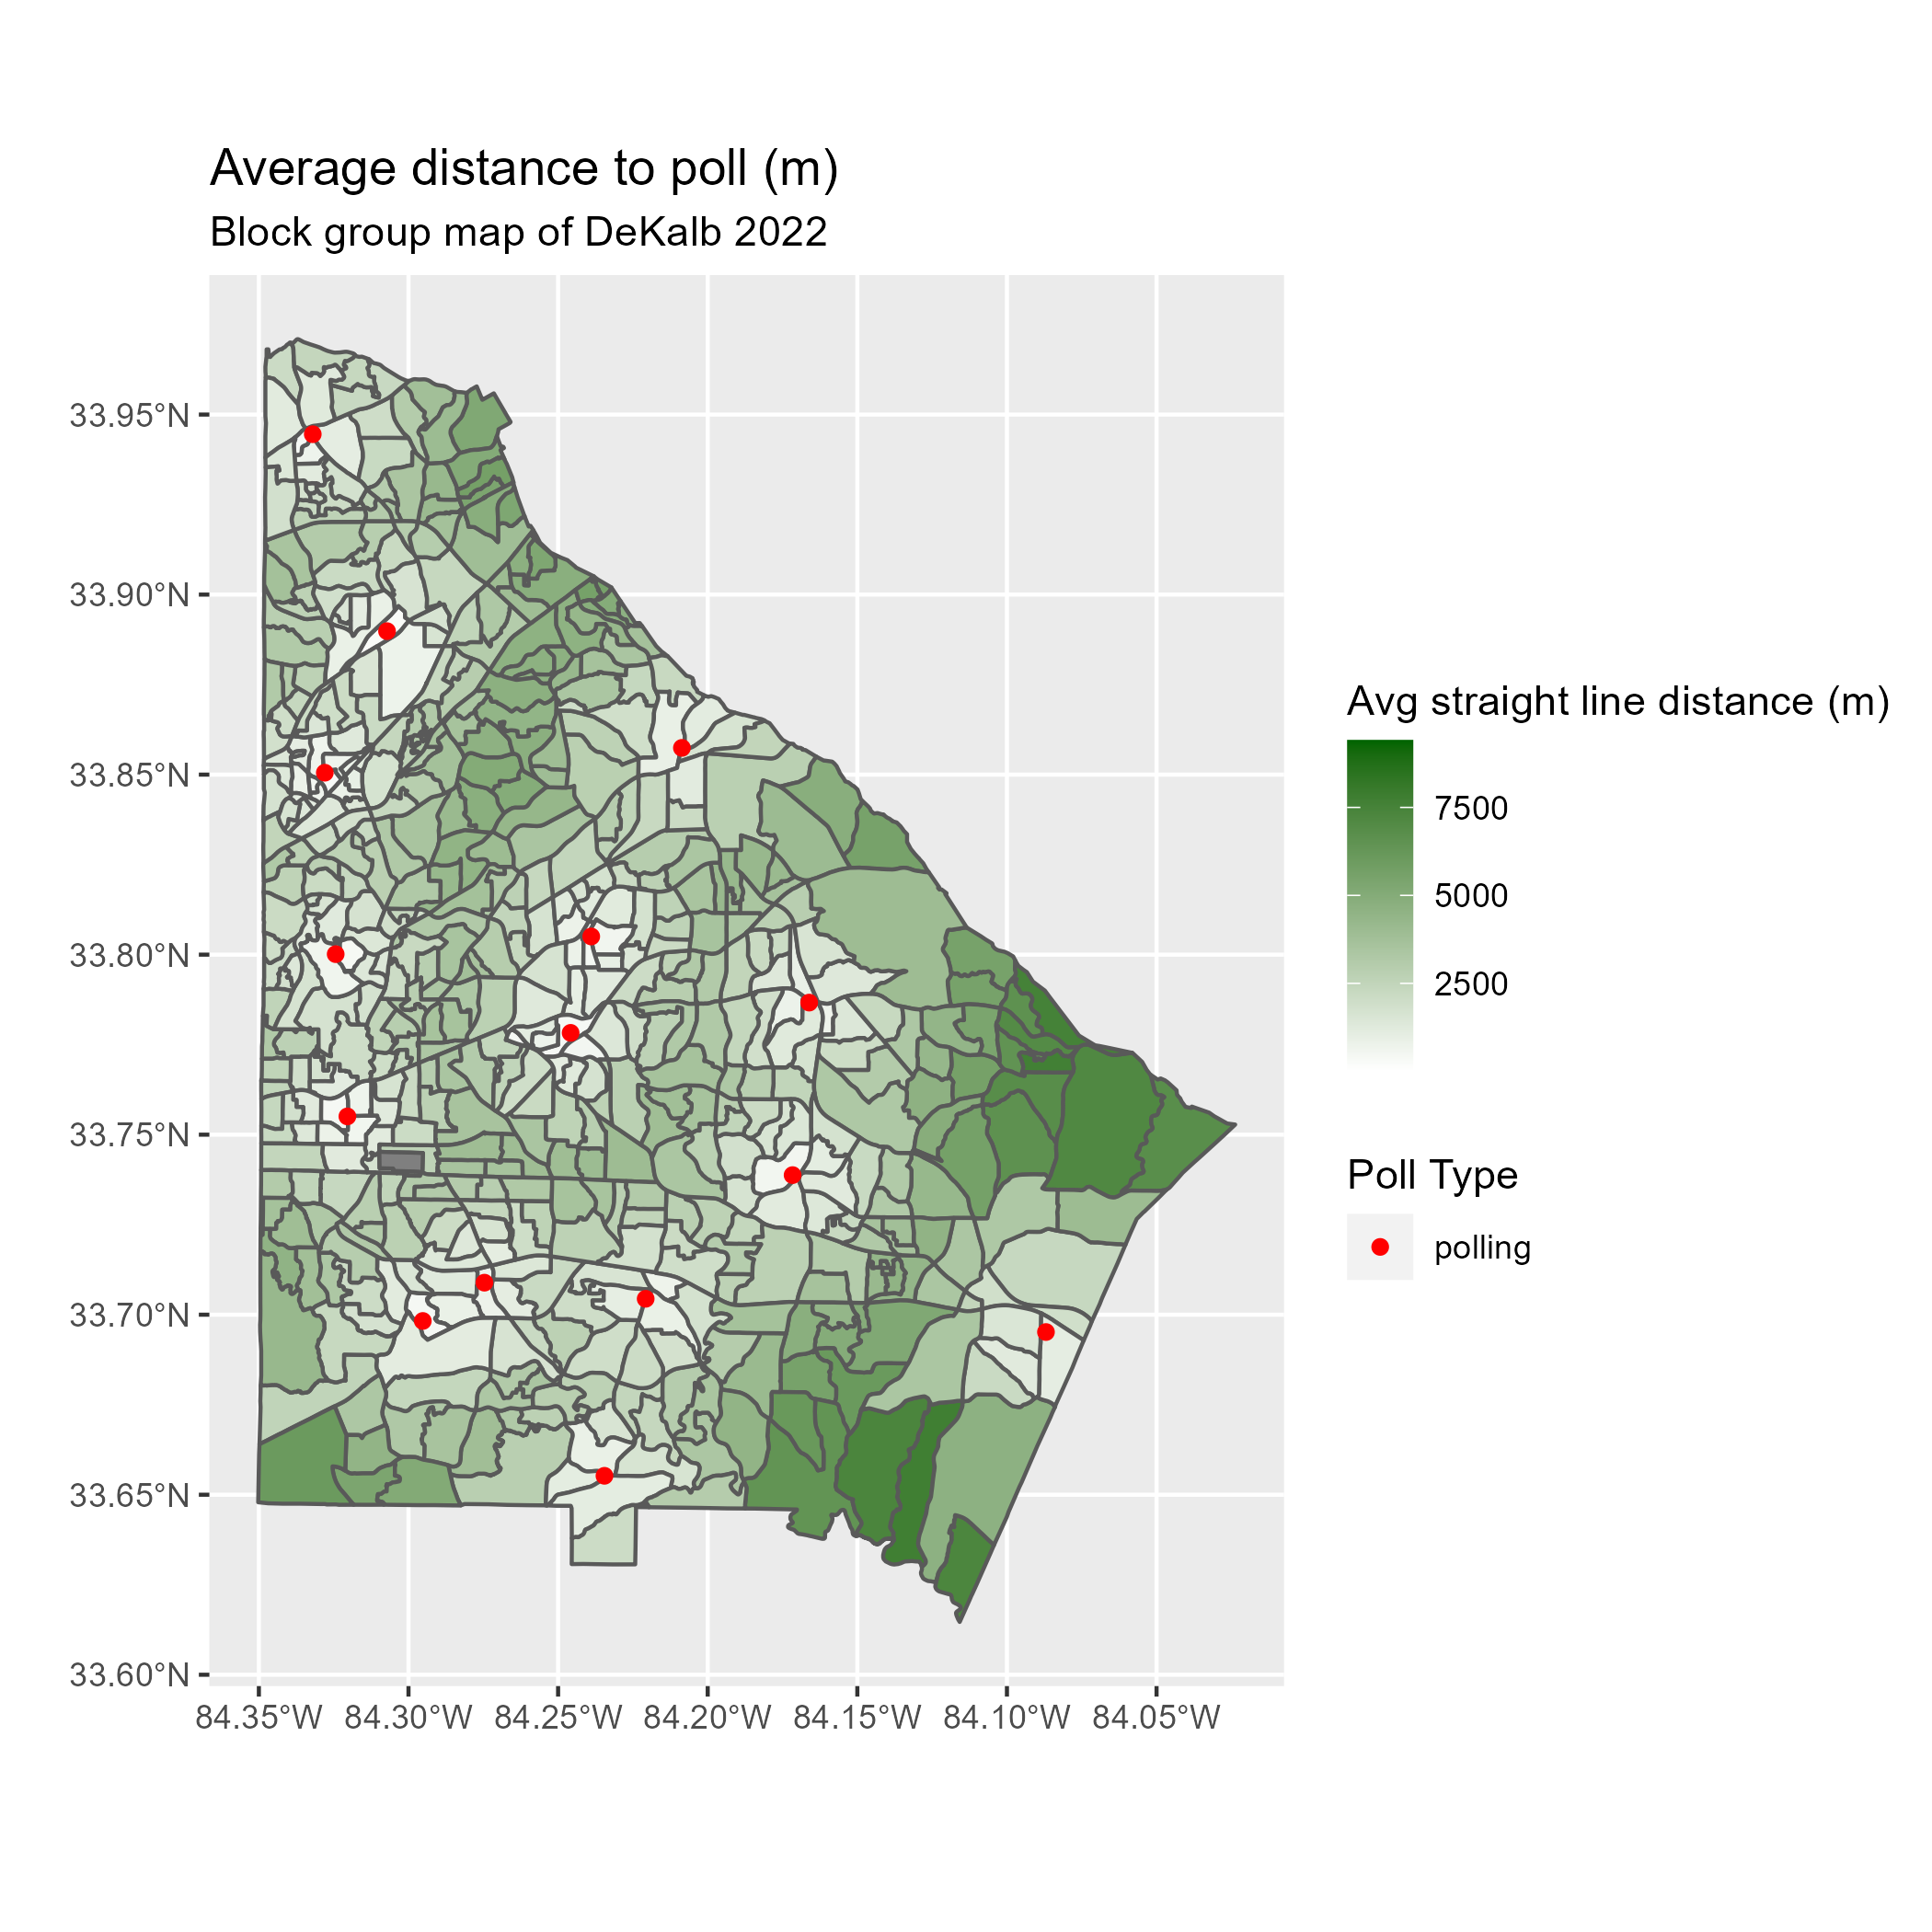 Average distance to poll (m)
Block group map of DeKalb 2022
33.95°N
33.90°N
33.85°N
33.80°N
33.75°N
33.70°N
33.65°N
33.60°N
84.35°W 84.30°W 84.25°W 84.20°W 84.15°W 84.10°W 84.05°W
Avg straight line distance (m)
7500
5000
2500
Poll Type
polling